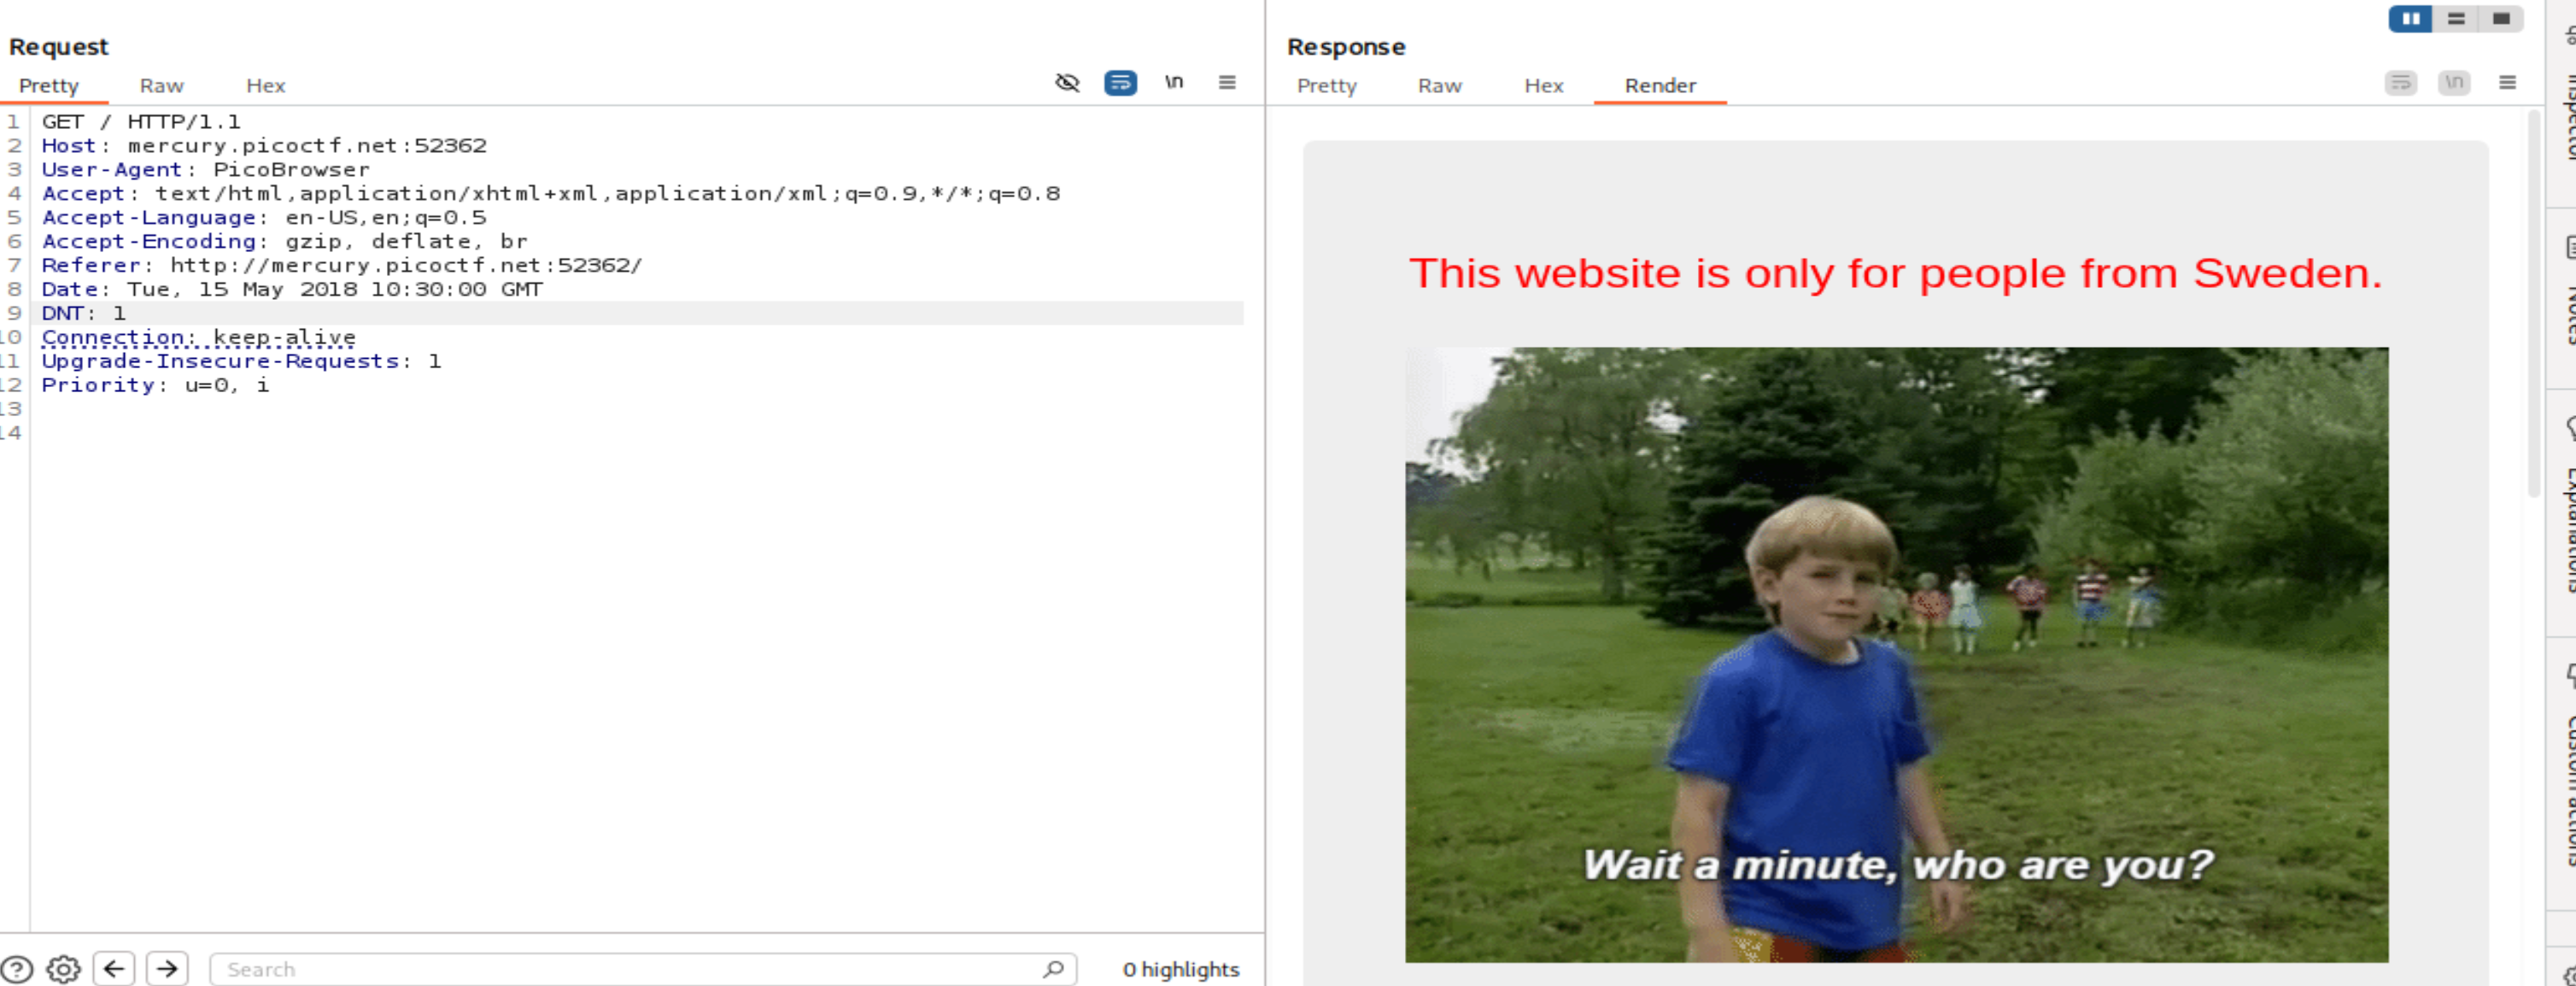 Request
Pretty Raw Hex
\n
1 GET / HTTP/1.1
2 Host: mercury.picoctf.net:52362
3 User-Agent: PicoBrowser
4 Accept: text/html,application/xhtml+xml,application/xml;q=0.9,*/*;q=0.8
5 Accept-Language: en-US,en;q=0.5
6 Accept-Encoding: gzip, deflate, br
7 Referer: http://mercury.picoctf.net:52362/
8 Date: Tue, 15 May 2018 10:30:00 GMT
9 DNT: 1
10 Connection: keep-alive
11 Upgrade-Insecure-Requests: 1
12 Priority: u=0, i
13
14
Search
0 highlights
Response
Pretty Raw Hex Render
\n
This website is only for people from Sweden.
Wait a minute, who are you?
Inspector
Notes
Explanations
Custom actions